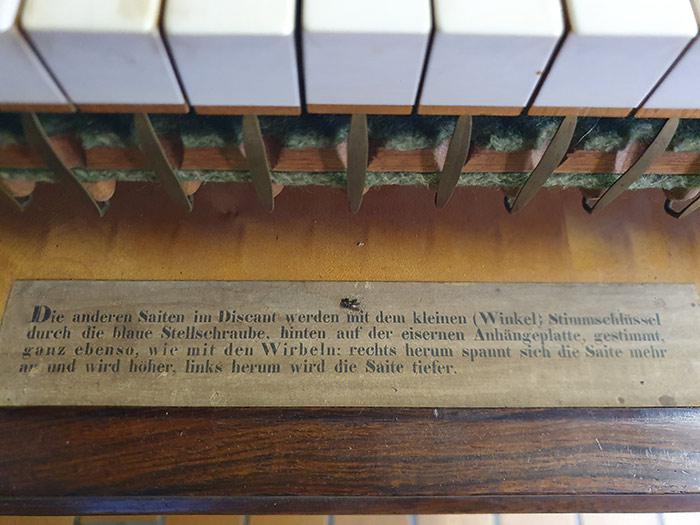 Die anderen Saiten im Discant werden mit dem kleinen (Winkel) Stimmschlüssel
durch die blaue Stellschraube, hinten auf der eisernen Anhängeplatte, gestimmt,
ganz ebenso, wie mit den Wirbeln: rechts herum spannt sich die Saite mehr
an und wird höher, links herum wird die Saite tiefer.